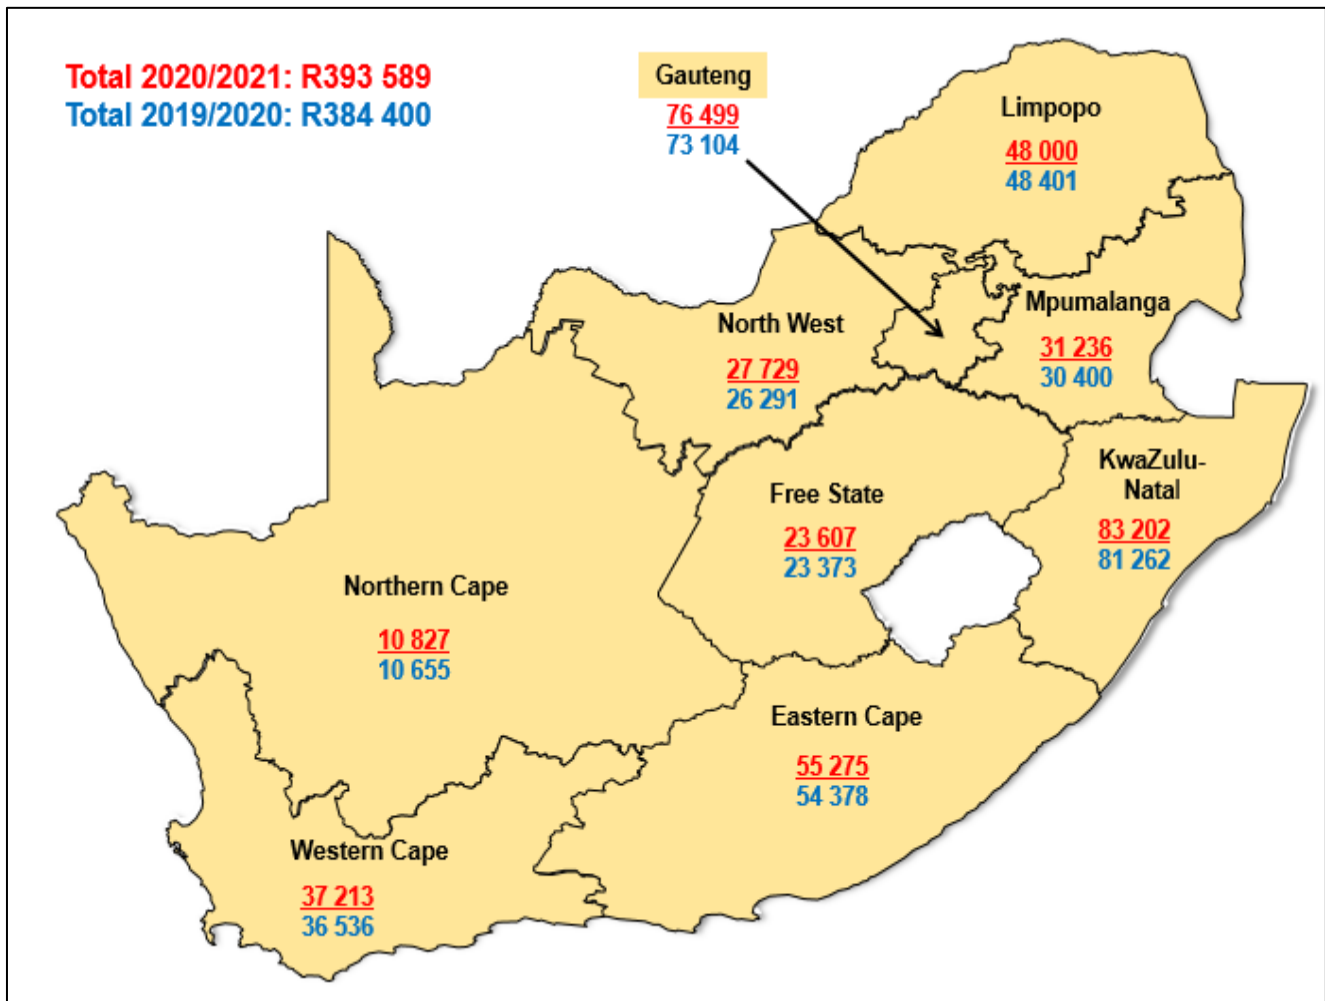 Total 2020/2021: R393 589
Total 2019/2020: R384 400
Gauteng
76 499
73 104
Limpopo
48 000
48 401
Mpumalanga
31 236
30 400
North West
27 729
26 291
KwaZulu-
Natal
83 202
81 262
Free State
23 607
23 373
Northern Cape
10 827
10 655
Eastern Cape
55 275
54 378
Western Cape
37 213
36 536